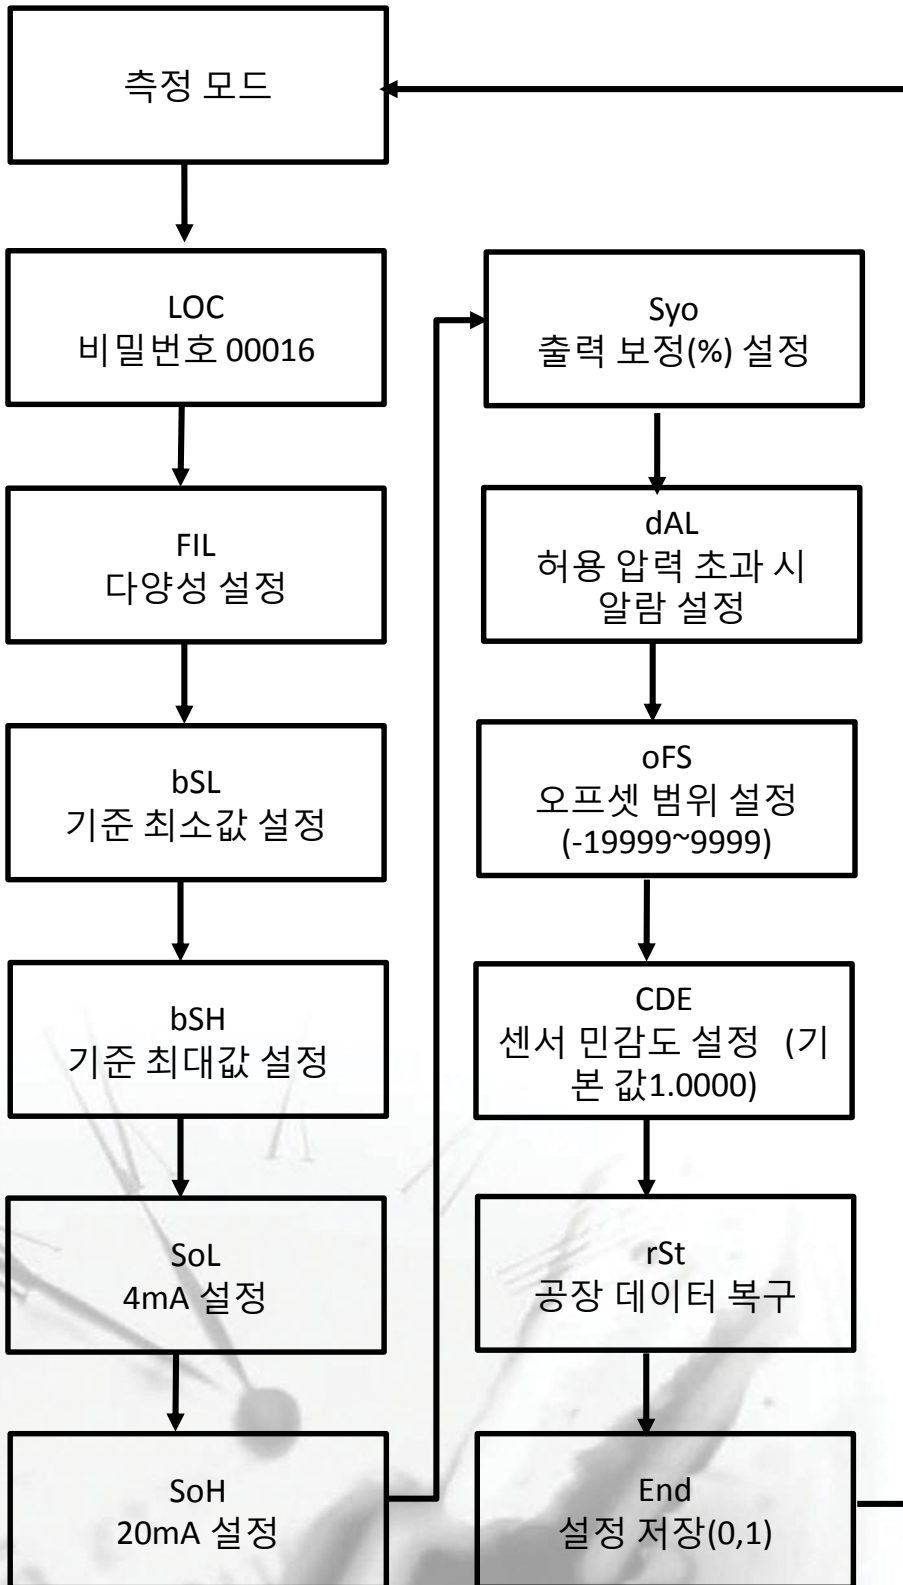 측정 모드
LOC
비밀번호 00016
FIL
다양성 설정
bSL
기준 최소값 설정
bSH
기준 최대값 설정
SoL
4mA 설정
SoH
20mA 설정
Syo
출력 보정(%) 설정
dAL
허용 압력 초과 시
알람 설정
oFS
오프셋 범위 설정
(-19999~9999)
CDE
센서 민감도 설정 (기
본 값1.0000)
rSt
공장 데이터 복구
End
설정 저장(0,1)